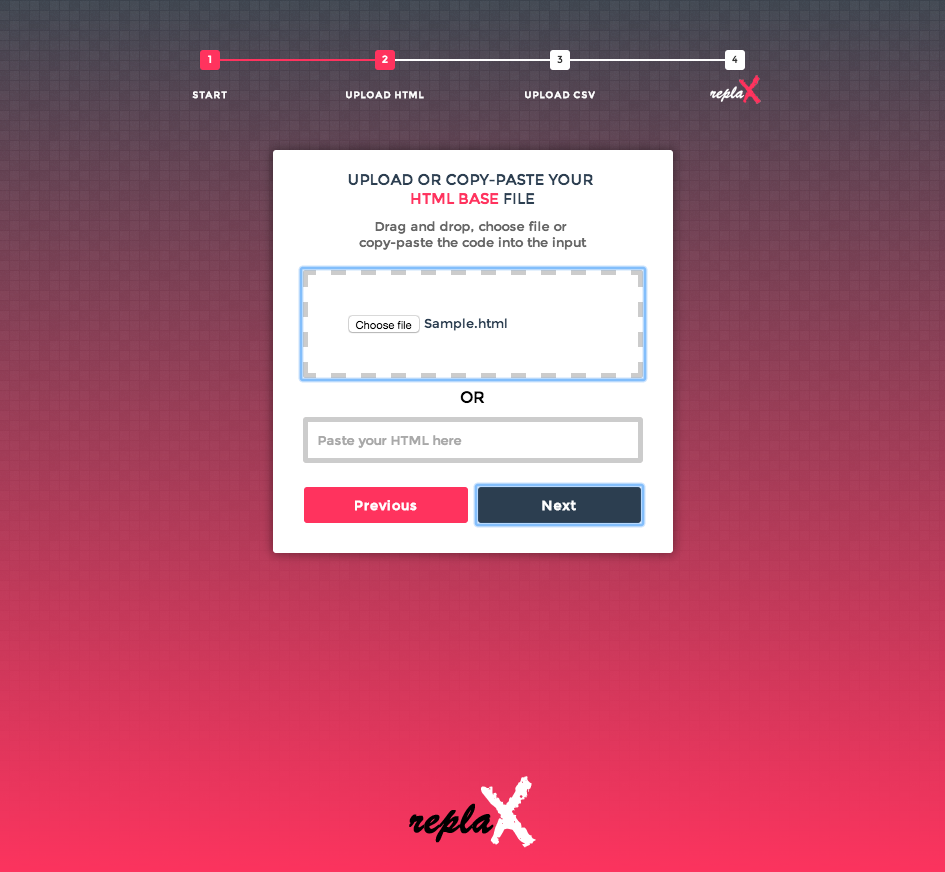 1 2 3 4
START UPLOAD HTML UPLOAD CSV replaX
UPLOAD OR COPY-PASTE YOUR
HTML BASE FILE
Drag and drop, choose file or
copy-paste the code into the input
Choose file Sample.html
OR
Paste your HTML here
Previous Next
replaX